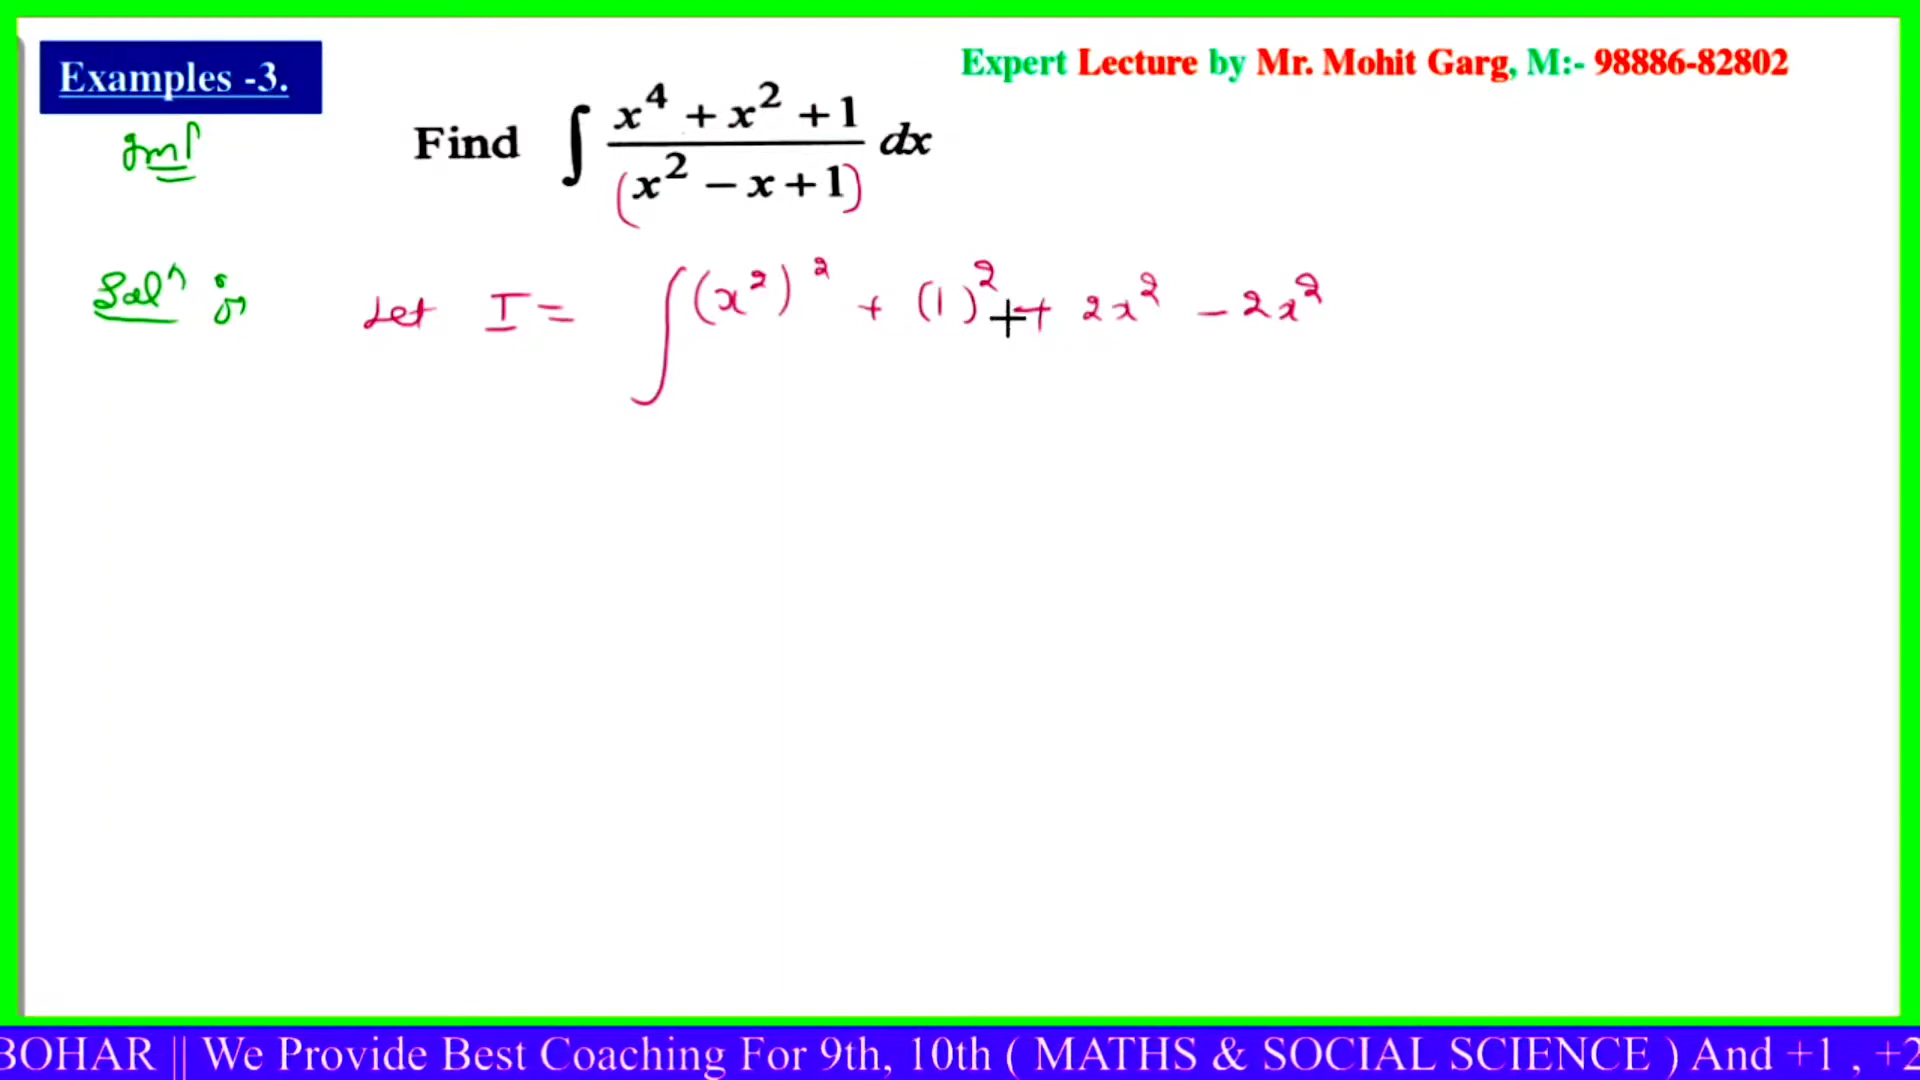 Examples -3.
Expert Lecture by Mr. Mohit Garg, M:- 98886-82802
Imp
Find ∫ (x⁴ + x² + 1)/(x² − x + 1) dx
Solⁿ :
Let I = ∫ (x²)² + (1)² + 2x² − 2x²
BOHAR || We Provide Best Coaching For 9th, 10th ( MATHS & SOCIAL SCIENCE ) And +1 , +2